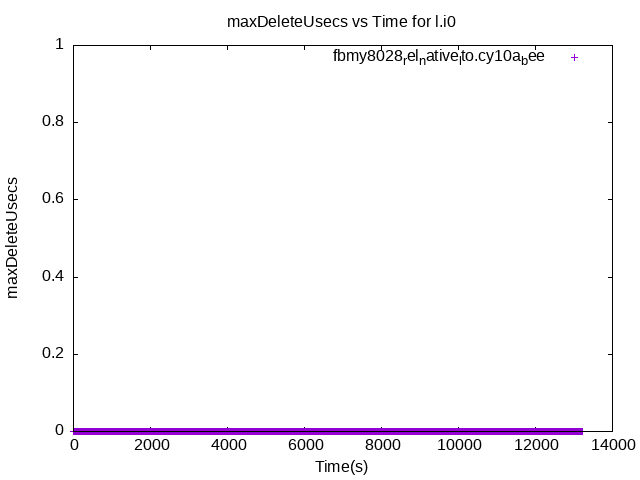 maxDeleteUsecs vs Time for l.i0
fbmy8028relnativelto.cy10abee
maxDeleteUsecs
1
0.8
0.6
0.4
0.2
0
0 2000 4000 6000 8000 10000 12000 14000
Time(s)